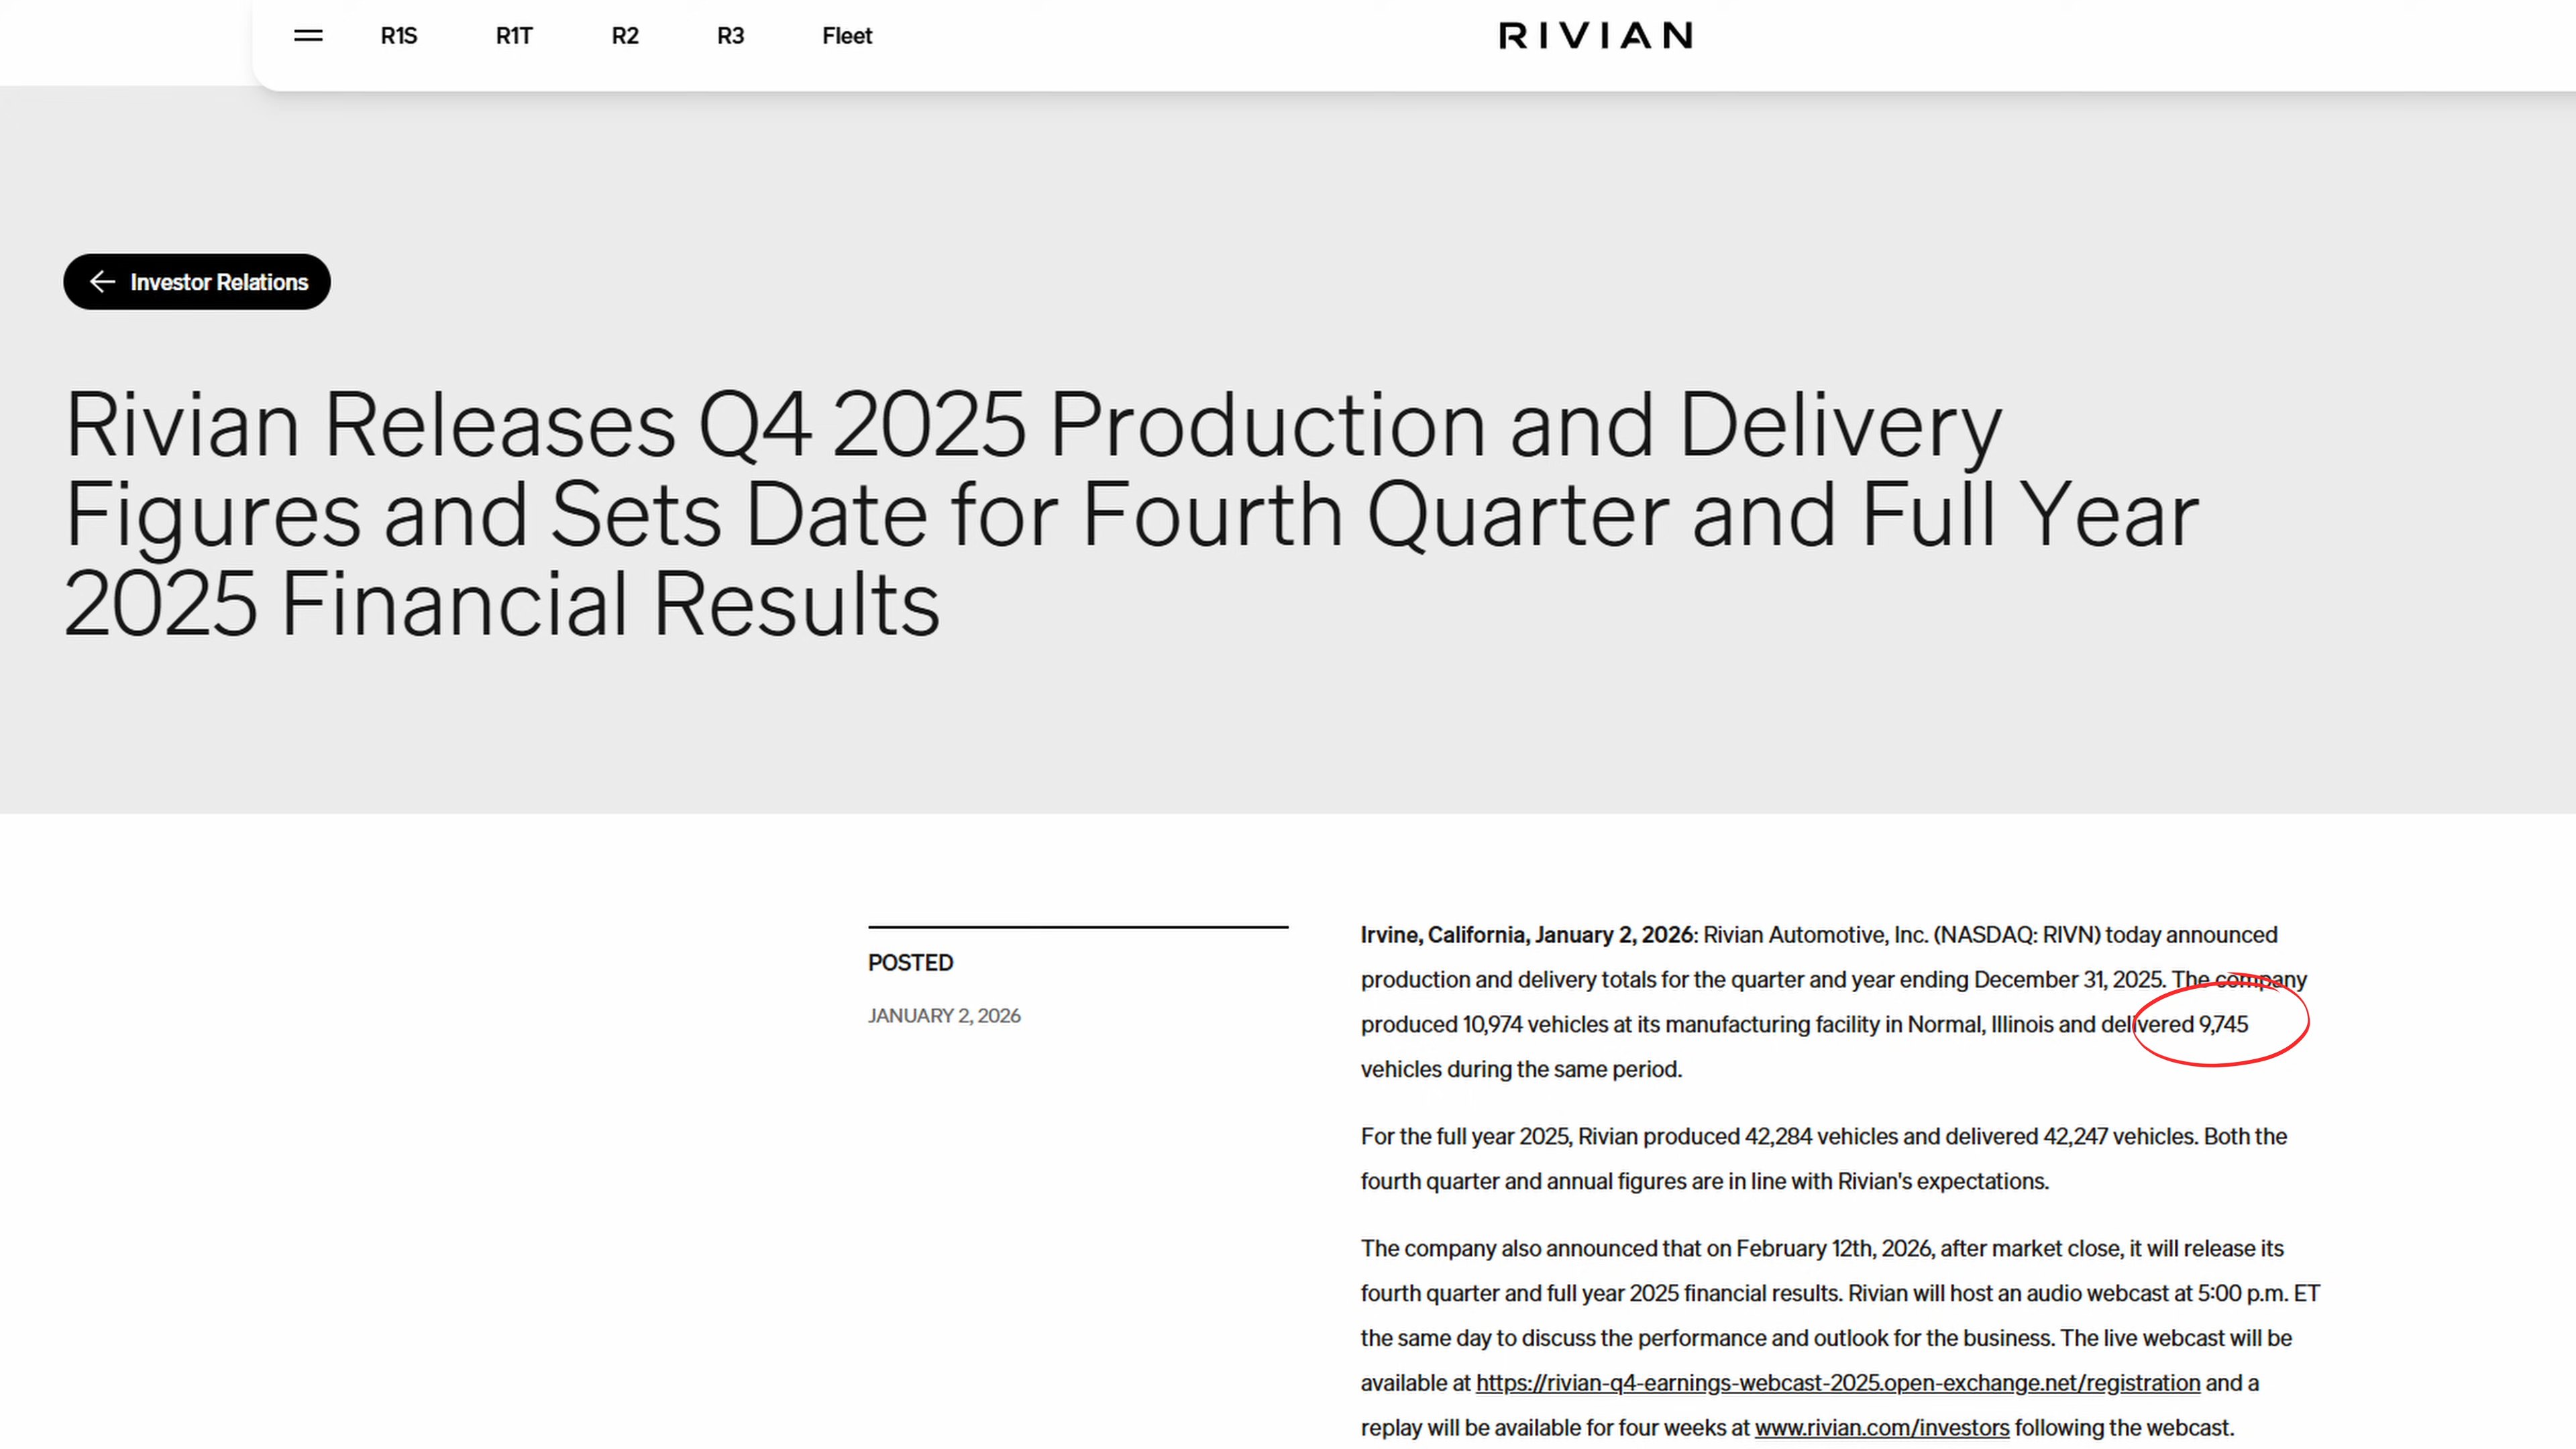 R1S R1T R2 R3 Fleet RIVIAN
Investor Relations
Rivian Releases Q4 2025 Production and Delivery
Figures and Sets Date for Fourth Quarter and Full Year
2025 Financial Results
POSTED
JANUARY 2, 2026
Irvine, California, January 2, 2026: Rivian Automotive, Inc. (NASDAQ: RIVN) today announced
production and delivery totals for the quarter and year ending December 31, 2025. The company
produced 10,974 vehicles at its manufacturing facility in Normal, Illinois and delivered 9,745
vehicles during the same period.
For the full year 2025, Rivian produced 42,284 vehicles and delivered 42,247 vehicles. Both the
fourth quarter and annual figures are in line with Rivian's expectations.
The company also announced that on February 12th, 2026, after market close, it will release its
fourth quarter and full year 2025 financial results. Rivian will host an audio webcast at 5:00 p.m. ET
the same day to discuss the performance and outlook for the business. The live webcast will be
available at https://rivian-q4-earnings-webcast-2025.open-exchange.net/registration and a
replay will be available for four weeks at www.rivian.com/investors following the webcast.